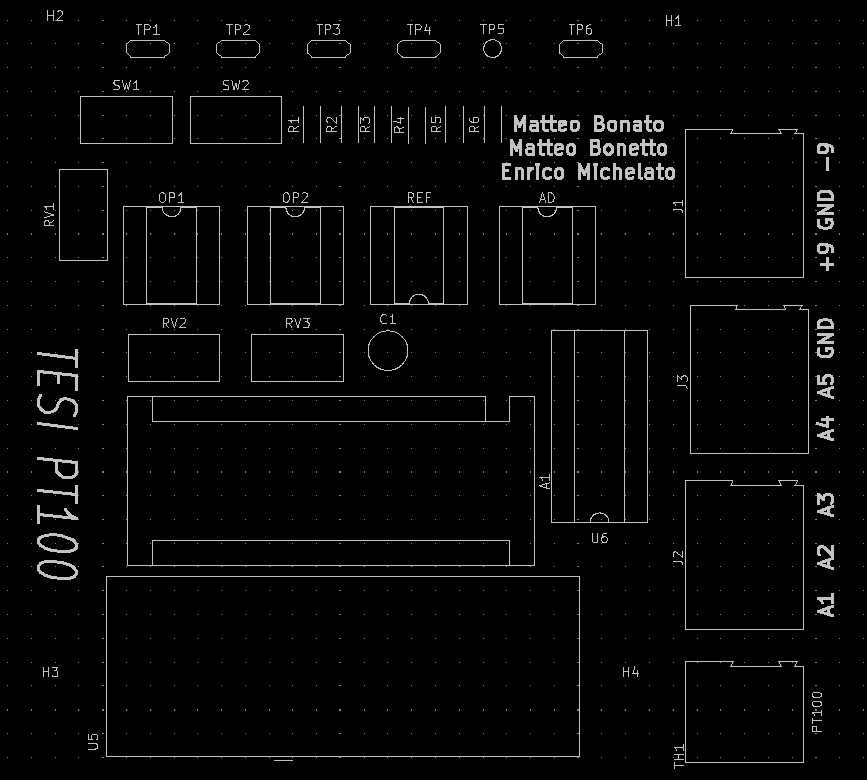 H2
H1
TP1
TP2
TP3
TP4
TP5
TP6
SW1
SW2
R1
R2
R3
R4
R5
R6
Matteo Bonato
Matteo Bonetto
Enrico Michelato
J1
+9 GND -9
RV1
OP1
OP2
REF
AD
RV2
RV3
C1
TESI PT100
J3
A4 A5 GND
A1
U6
J2
A1 A2 A3
H3
H4
U5
TH1
PT100